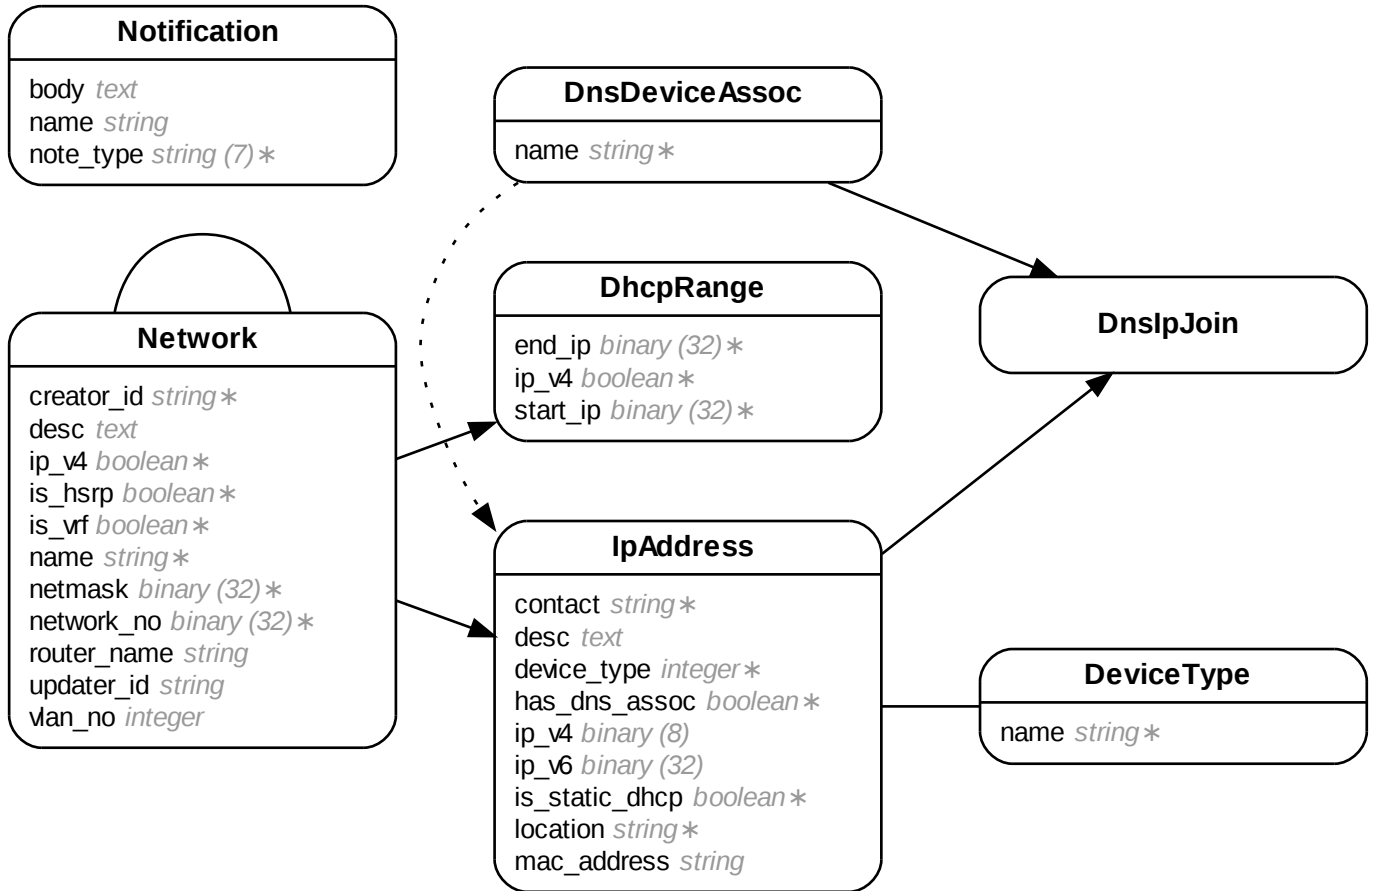 Notification
body text
name string
note_type string (7)∗
DnsDeviceAssoc
name string∗
DhcpRange
end_ip binary (32)∗
ip_v4 boolean∗
start_ip binary (32)∗
DnsIpJoin
Network
creator_id string∗
desc text
ip_v4 boolean∗
is_hsrp boolean∗
is_vrf boolean∗
name string∗
netmask binary (32)∗
network_no binary (32)∗
router_name string
updater_id string
vlan_no integer
IpAddress
contact string∗
desc text
device_type integer∗
has_dns_assoc boolean∗
ip_v4 binary (8)
ip_v6 binary (32)
is_static_dhcp boolean∗
location string∗
mac_address string
DeviceType
name string∗